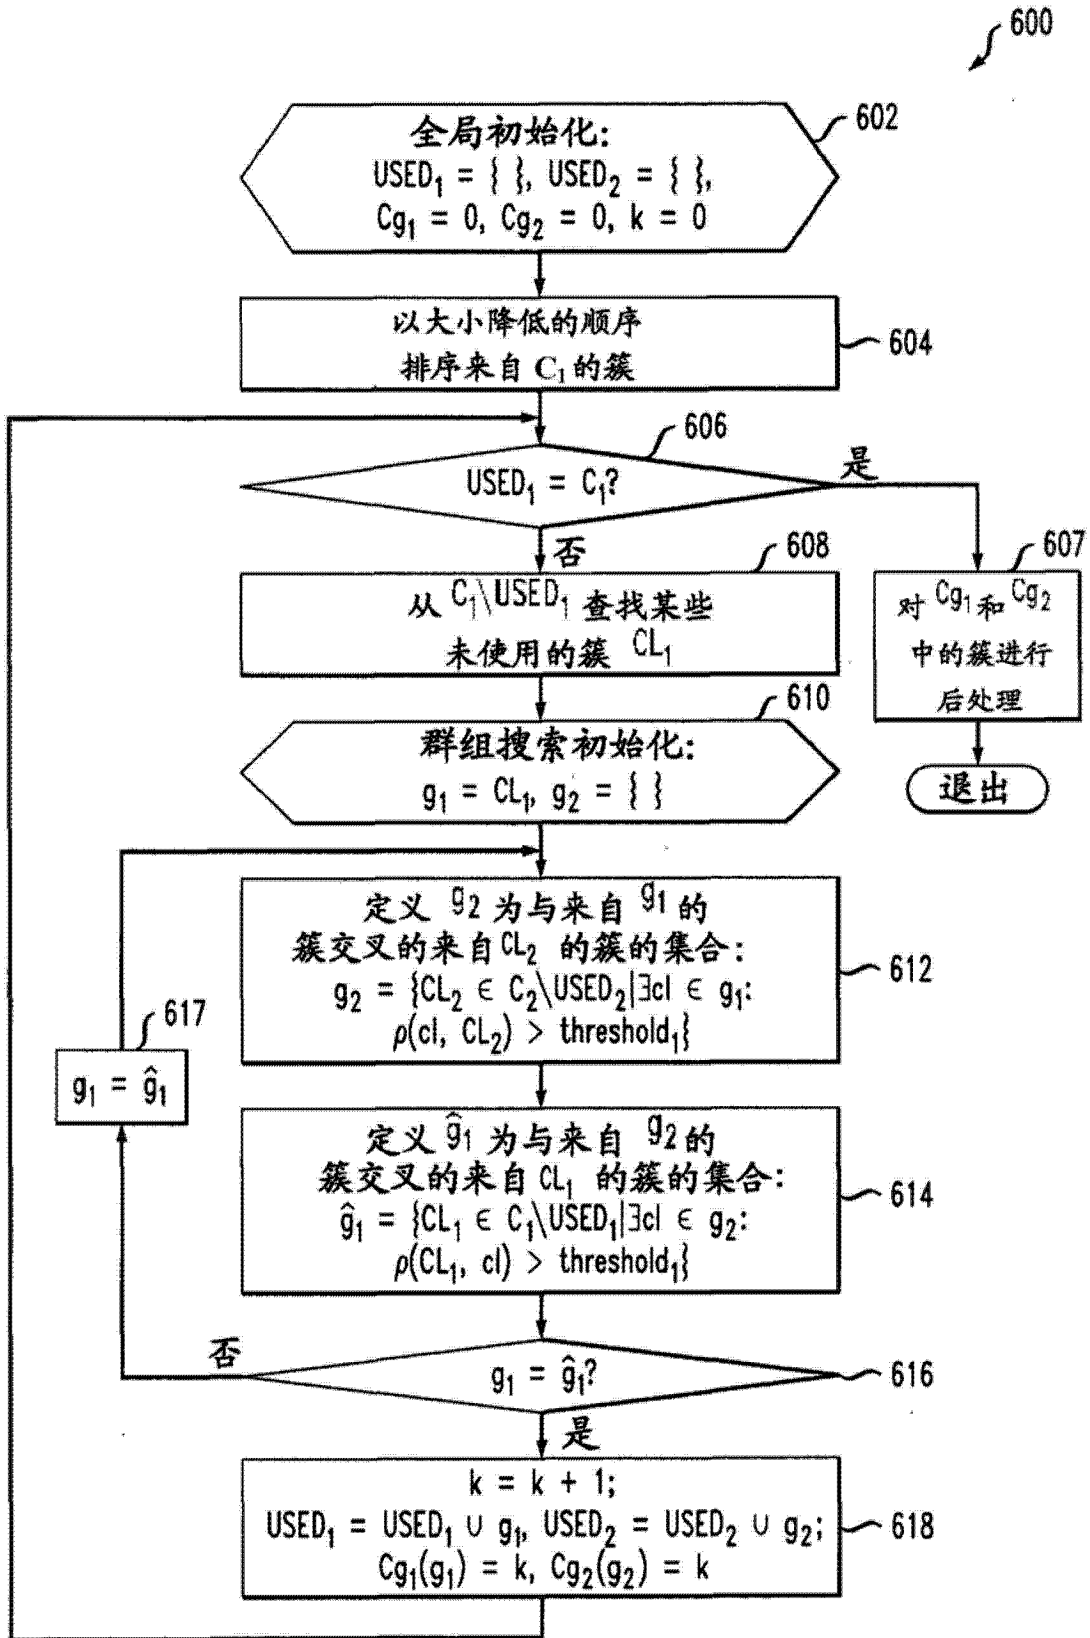 600
602
全局初始化:
USED₁ = { }, USED₂ = { },
Cg₁ = 0, Cg₂ = 0, k = 0
以大小降低的顺序
排序来自 C₁ 的簇
604
606
USED₁ = C₁?
是
否
608
从 C₁\USED₁ 查找某些
未使用的簇 CL₁
607
对 Cg₁ 和 Cg₂
中的簇进行
后处理
610
群组搜索初始化:
g₁ = CL₁, g₂ = { }
退出
定义 g₂ 为与来自 g₁ 的
簇交叉的来自 CL₂ 的簇的集合:
g₂ = {CL₂ ∈ C₂\USED₂|∃cl ∈ g₁:
ρ(cl, CL₂) > threshold₁}
612
617
g₁ = ĝ₁
定义 ĝ₁ 为与来自 g₂ 的
簇交叉的来自 CL₁ 的簇的集合:
ĝ₁ = {CL₁ ∈ C₁\USED₁|∃cl ∈ g₂:
ρ(CL₁, cl) > threshold₁}
614
否
g₁ = ĝ₁?
616
是
k = k + 1;
USED₁ = USED₁ ∪ g₁, USED₂ = USED₂ ∪ g₂;
Cg₁(g₁) = k, Cg₂(g₂) = k
618